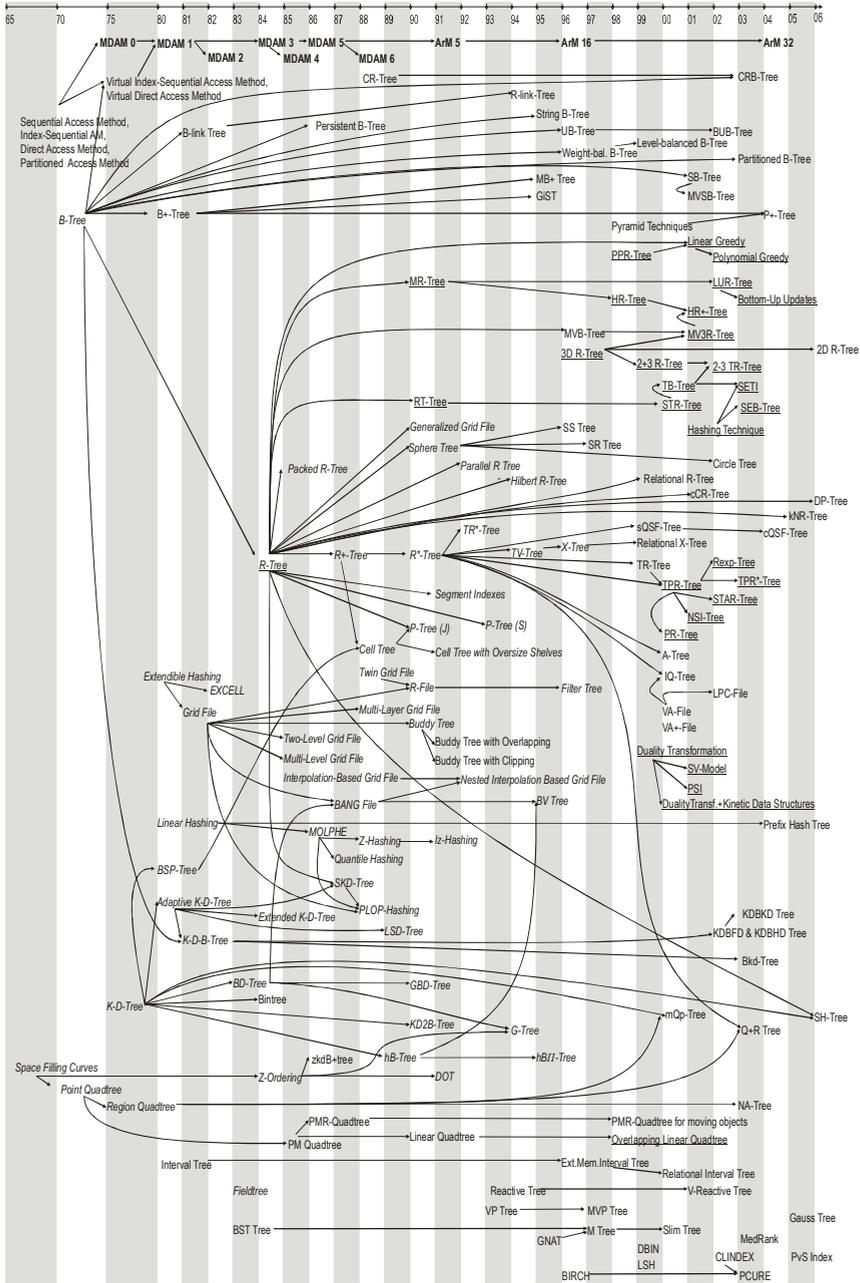 65 70 75 80 81 82 83 84 85 86 87 88 89 90 91 92 93 94 95 96 97 98 99 00 01 02 03 04 05 06
MDAM 0 MDAM 1 MDAM 3 MDAM 5 ArM 5 ArM 16 ArM 32
MDAM 2 MDAM 4 MDAM 6
CR-Tree CRB-Tree
Virtual Index-Sequential Access Method,
Virtual Direct Access Method
R-link-Tree
Sequential Access Method,
Index-Sequential AM,
Direct Access Method,
Partitioned Access Method
B-link Tree
Persistent B-Tree
String B-Tree
UB-Tree BUB-Tree
Level-balanced B-Tree
Weight-bal. B-Tree
Partitioned B-Tree
SB-Tree
MB+ Tree
GiST
MVSB-Tree
B-Tree B+-Tree P+-Tree
Pyramid Techniques
Linear Greedy
PPR-Tree Polynomial Greedy
MR-Tree LUR-Tree
HR-Tree Bottom-Up Updates
HR+-Tree
MVB-Tree MV3R-Tree
3D R-Tree 2D R-Tree
2+3 R-Tree 2-3 TR-Tree
TB-Tree SETI
RT-Tree STR-Tree SEB-Tree
Generalized Grid File SS Tree Hashing Technique
Sphere Tree SR Tree
Packed R-Tree Parallel R Tree Circle Tree
Hilbert R-Tree Relational R-Tree
cCR-Tree DP-Tree
kNR-Tree
TR*-Tree sQSF-Tree cQSF-Tree
X-Tree Relational X-Tree
R+-Tree R*-Tree TV-Tree
R-Tree TR-Tree Rexp-Tree
TPR-Tree TPR*-Tree
Segment Indexes STAR-Tree
NSI-Tree
P-Tree (J) P-Tree (S) PR-Tree
Cell Tree Cell Tree with Oversize Shelves A-Tree
Extendible Hashing Twin Grid File IQ-Tree
EXCELL R-File Filter Tree LPC-File
Grid File Multi-Layer Grid File VA-File
Buddy Tree VA+-File
Two-Level Grid File Buddy Tree with Overlapping
Multi-Level Grid File Buddy Tree with Clipping Duality Transformation
SV-Model
Interpolation-Based Grid File Nested Interpolation Based Grid File
PSI
BANG File BV Tree DualityTransf.+Kinetic Data Structures
Linear Hashing Prefix Hash Tree
MOLPHE
Z-Hashing Iz-Hashing
Quantile Hashing
BSP-Tree
SKD-Tree
Adaptive K-D-Tree
Extended K-D-Tree PLOP-Hashing KDBKD Tree
LSD-Tree KDBFD & KDBHD Tree
K-D-B-Tree
Bkd-Tree
BD-Tree GBD-Tree
Bintree
K-D-Tree mQp-Tree SH-Tree
KD2B-Tree G-Tree Q+R Tree
zkdB+tree hB-Tree hBΠ-Tree
Space Filling Curves
Z-Ordering DOT
Point Quadtree
Region Quadtree NA-Tree
PMR-Quadtree PMR-Quadtree for moving objects
PM Quadtree Linear Quadtree Overlapping Linear Quadtree
Interval Tree Ext.Mem.Interval Tree
Relational Interval Tree
Fieldtree Reactive Tree V-Reactive Tree
VP Tree MVP Tree
Gauss Tree
BST Tree M Tree Slim Tree
GNAT MedRank
DBIN
CLINDEX PvS Index
LSH
BIRCH PCURE